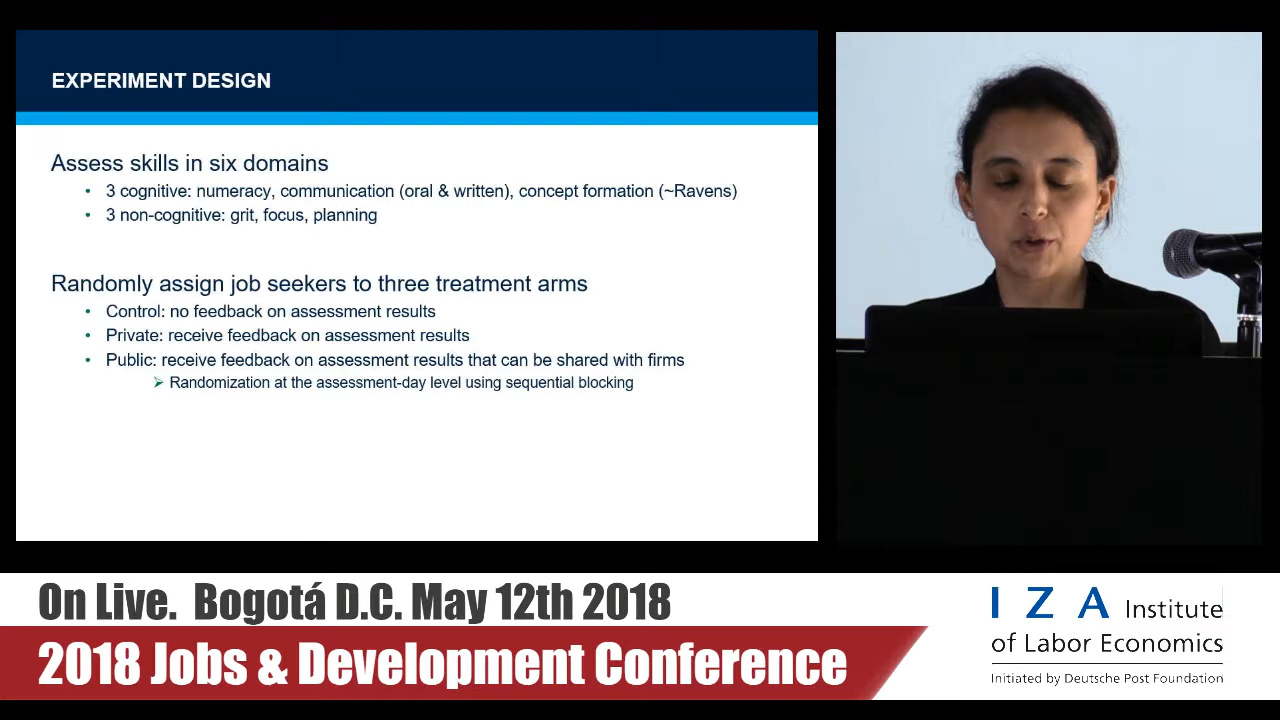 EXPERIMENT DESIGN
Assess skills in six domains
• 3 cognitive: numeracy, communication (oral & written), concept formation (~Ravens)
• 3 non-cognitive: grit, focus, planning
Randomly assign job seekers to three treatment arms
• Control: no feedback on assessment results
• Private: receive feedback on assessment results
• Public: receive feedback on assessment results that can be shared with firms
➢ Randomization at the assessment-day level using sequential blocking
On Live. Bogotá D.C. May 12th 2018
2018 Jobs & Development Conference
I Z A Institute
of Labor Economics
Initiated by Deutsche Post Foundation